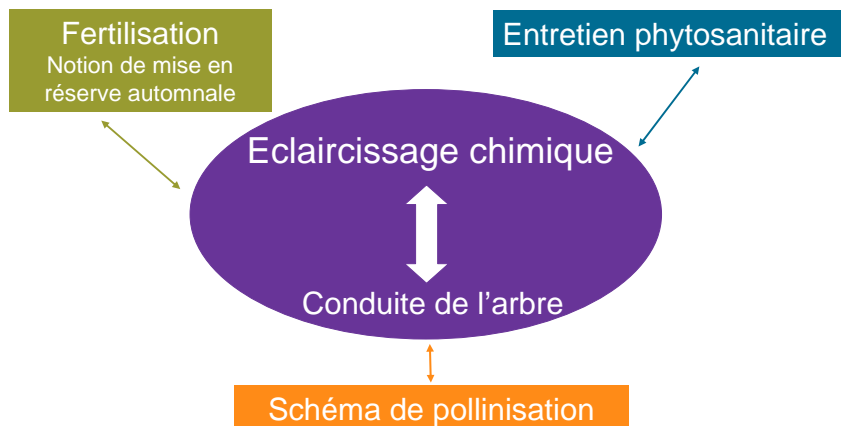 Fertilisation
Notion de mise en
réserve automnale
Entretien phytosanitaire
Eclaircissage chimique
Conduite de l’arbre
Schéma de pollinisation